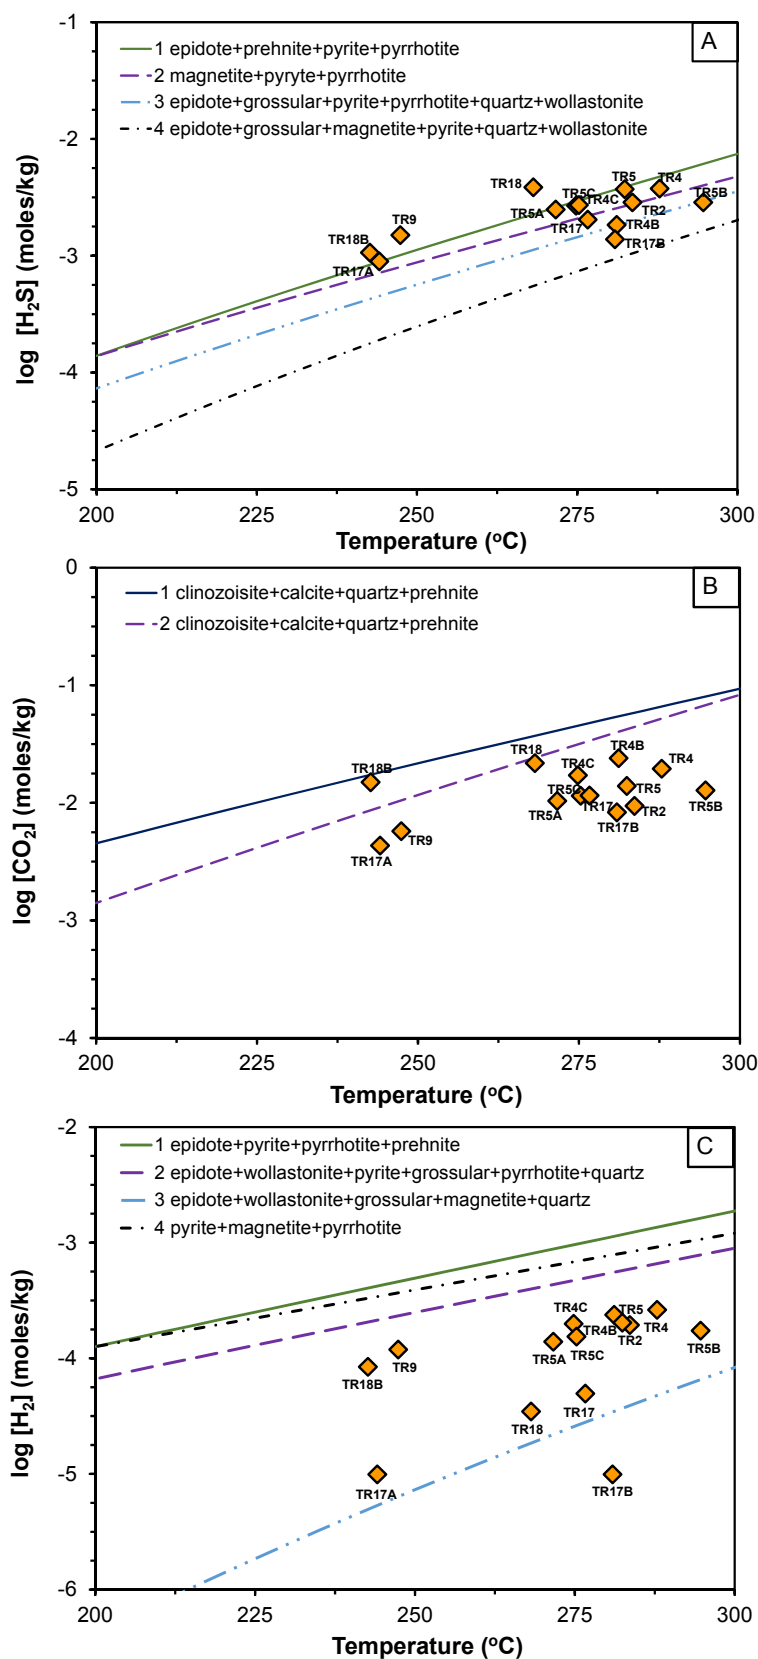 A
-1
1 epidote+prehnite+pyrite+pyrrhotite
2 magnetite+pyryte+pyrrhotite
3 epidote+grossular+pyrite+pyrrhotite+quartz+wollastonite
4 epidote+grossular+magnetite+pyrite+quartz+wollastonite
-2
TR18
TR5
TR4
TR5C
TR5B
TR5A
TR4C
TR2
TR9
TR17
TR4B
TR18B
TR17B
-3
TR17A
log [H₂S] (moles/kg)
-4
-5
200
225
250
275
300
Temperature (ºC)
B
0
1 clinozoisite+calcite+quartz+prehnite
2 clinozoisite+calcite+quartz+prehnite
-1
TR4B
TR18
TR4C
TR4
TR18B
TR5C
TR5
-2
TR5A
TR17
TR2
TR5B
TR17B
TR9
TR17A
log [CO₂] (moles/kg)
-3
-4
200
225
250
275
300
Temperature (ºC)
C
-2
1 epidote+pyrite+pyrrhotite+prehnite
2 epidote+wollastonite+pyrite+grossular+pyrrhotite+quartz
3 epidote+wollastonite+grossular+magnetite+quartz
4 pyrite+magnetite+pyrrhotite
-3
TR4C
TR5
TR4B
TR4
TR2
TR5A
TR5C
TR5B
-4
TR9
TR18B
TR17
TR18
log [H₂] (moles/kg)
-5
TR17A
TR17B
-6
200
225
250
275
300
Temperature (ºC)